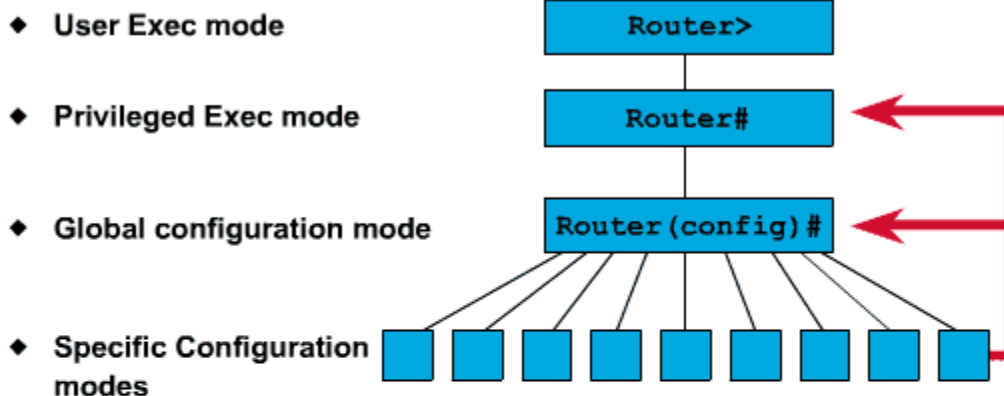 ◆ User Exec mode
Router>
◆ Privileged Exec mode
Router#
◆ Global configuration mode
Router(config)#
◆ Specific Configuration
modes